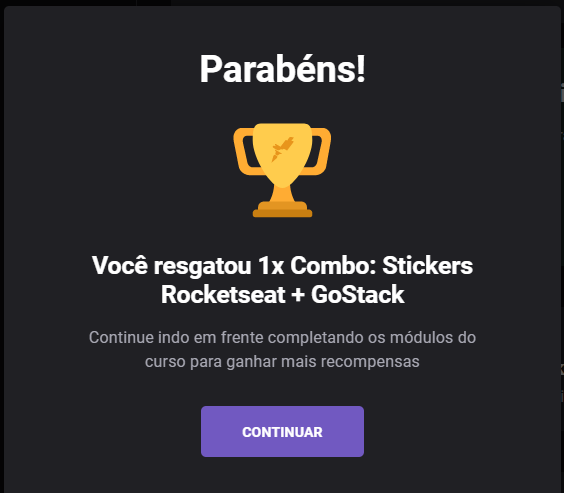 Parabéns!
Você resgatou 1x Combo: Stickers
Rocketseat + GoStack
Continue indo em frente completando os módulos do
curso para ganhar mais recompensas
CONTINUAR